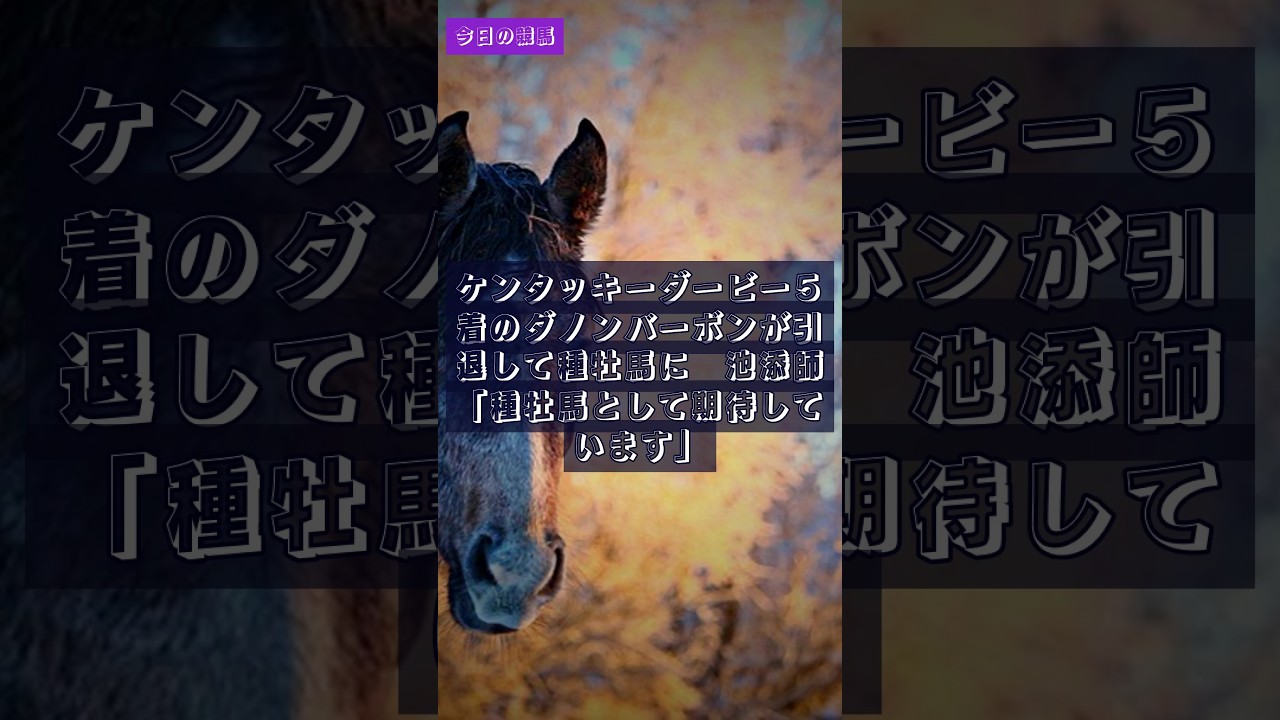 今日の競馬
ケンタッキーダービー５
着のダノンバーボンが引
退して種牡馬に　池添師
「種牡馬として期待して
います」